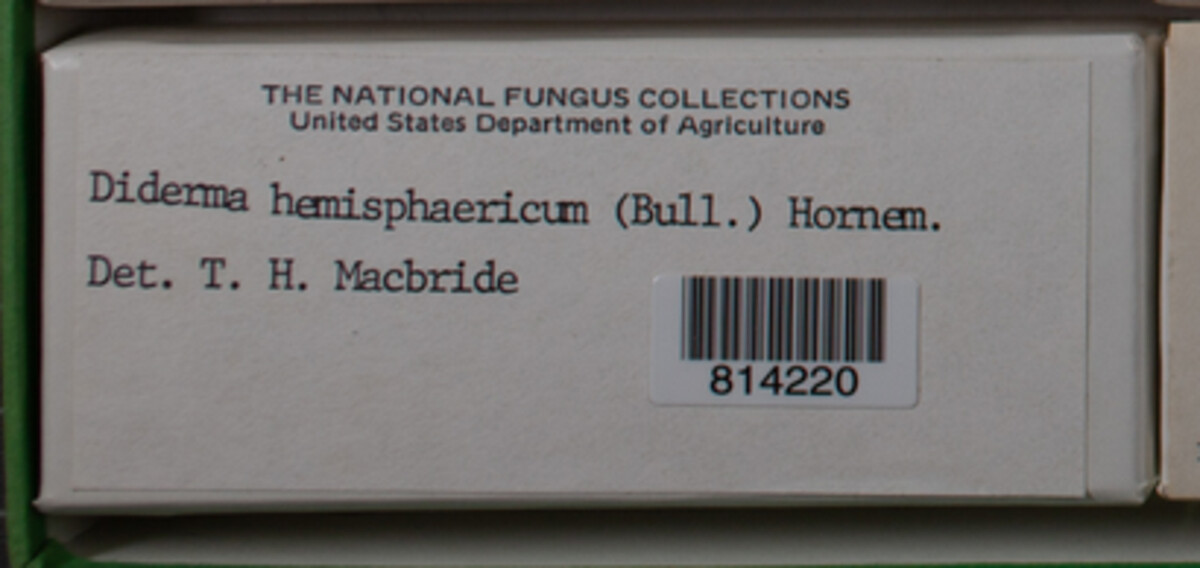 THE NATIONAL FUNGUS COLLECTIONS
United States Department of Agriculture
Diderma hemisphaericum (Bull.) Hornem.
Det. T. H. Macbride
814220